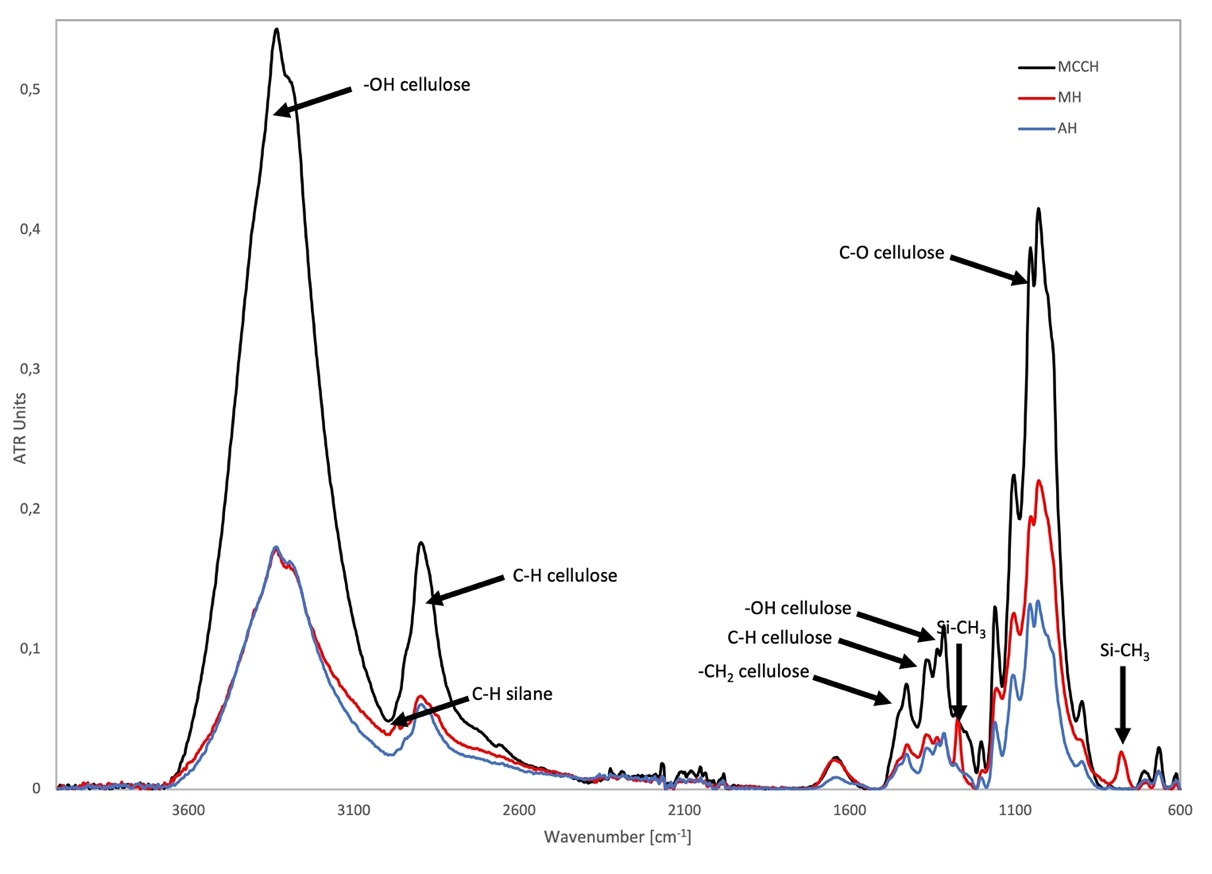 MCCH
MH
AH
-OH cellulose
C-O cellulose
C-H cellulose
C-H silane
-OH cellulose
C-H cellulose
-CH₂ cellulose
Si-CH₃
Si-CH₃
ATR Units
0,5
0,4
0,3
0,2
0,1
0
3600 3100 2600 2100 1600 1100 600
Wavenumber [cm⁻¹]